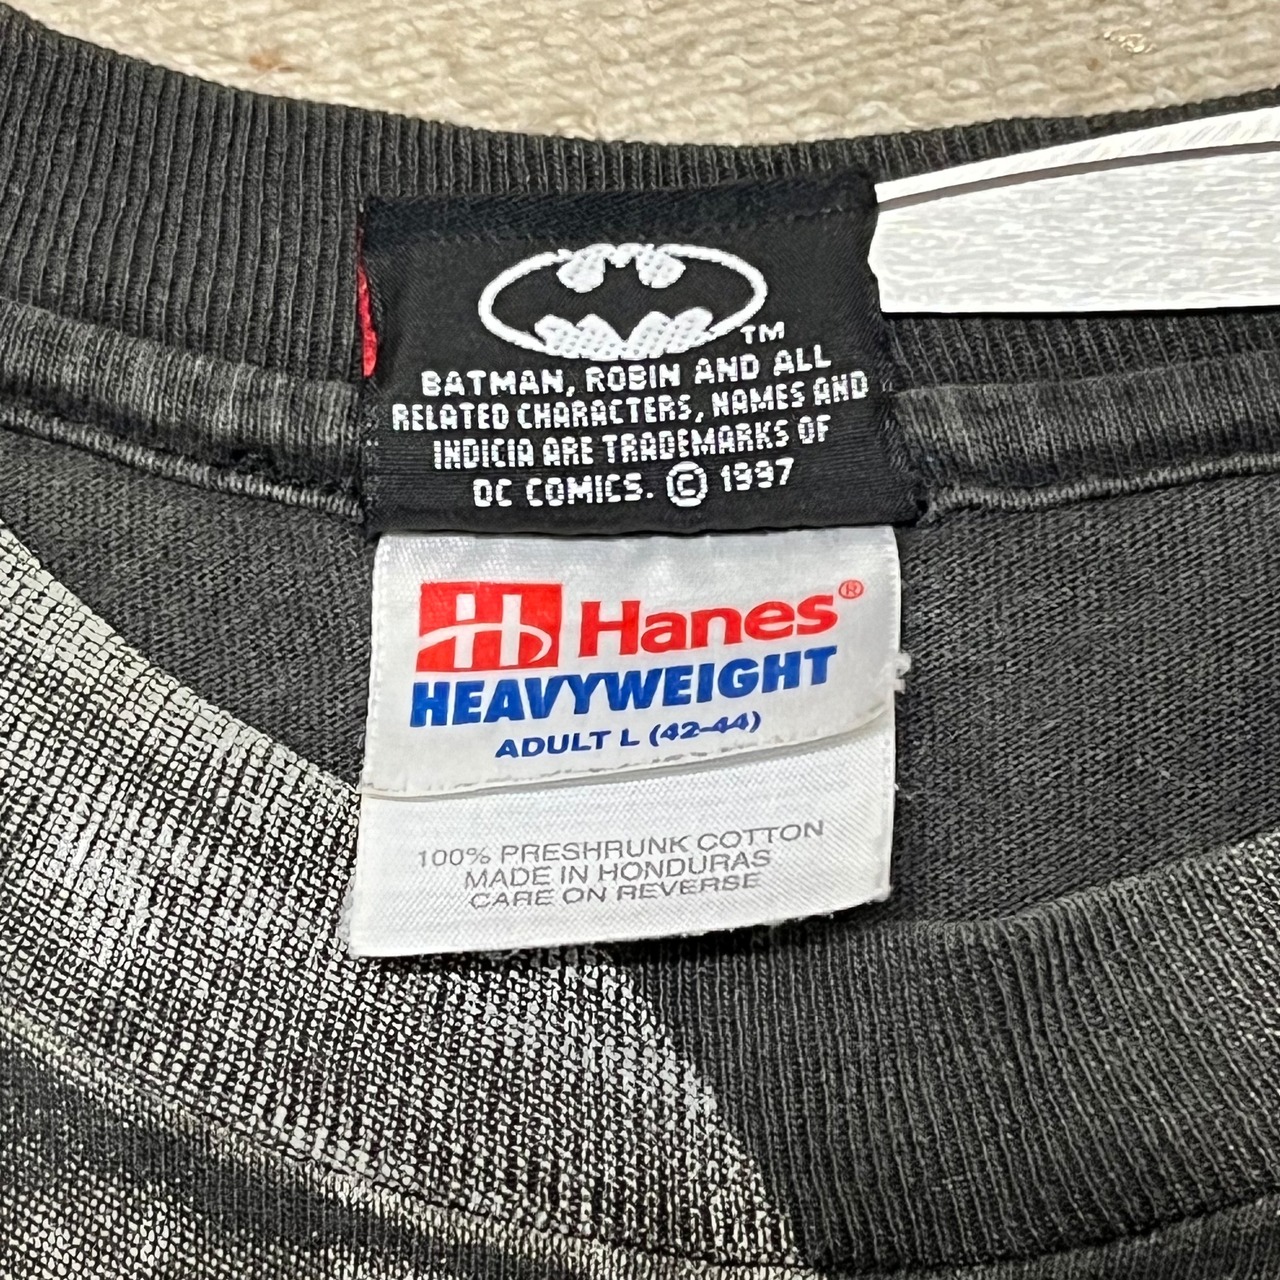 TM
BATMAN, ROBIN AND ALL
RELATED CHARACTERS, NAMES AND
INDICIA ARE TRADEMARKS OF
DC COMICS. © 1997
H Hanes®
HEAVYWEIGHT
ADULT L (42-44)
100% PRESHRUNK COTTON
MADE IN HONDURAS
CARE ON REVERSE